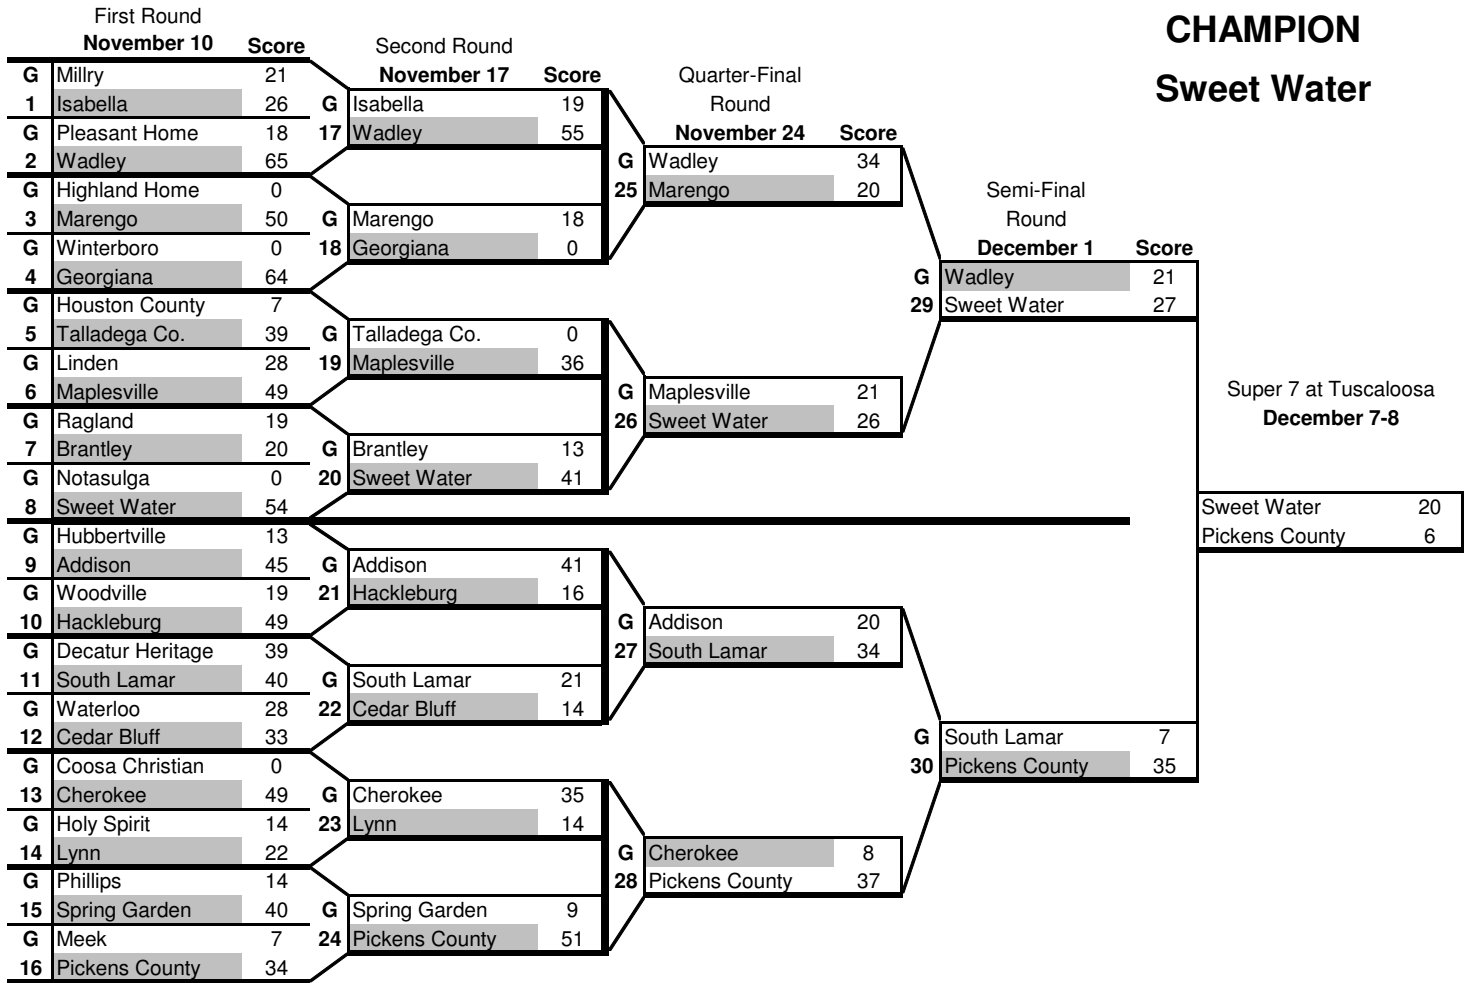 First Round
November 10 Score
G Millry 21
1 Isabella 26
G Pleasant Home 18
2 Wadley 65
G Highland Home 0
3 Marengo 50
G Winterboro 0
4 Georgiana 64
G Houston County 7
5 Talladega Co. 39
G Linden 28
6 Maplesville 49
G Ragland 19
7 Brantley 20
G Notasulga 0
8 Sweet Water 54
G Hubbertville 13
9 Addison 45
G Woodville 19
10 Hackleburg 49
G Decatur Heritage 39
11 South Lamar 40
G Waterloo 28
12 Cedar Bluff 33
G Coosa Christian 0
13 Cherokee 49
G Holy Spirit 14
14 Lynn 22
G Phillips 14
15 Spring Garden 40
G Meek 7
16 Pickens County 34
Second Round
November 17 Score
G Isabella 19
17 Wadley 55
G Marengo 18
18 Georgiana 0
G Talladega Co. 0
19 Maplesville 36
G Brantley 13
20 Sweet Water 41
G Addison 41
21 Hackleburg 16
G South Lamar 21
22 Cedar Bluff 14
G Cherokee 35
23 Lynn 14
G Spring Garden 9
24 Pickens County 51
Quarter-Final
Round
November 24 Score
G Wadley 34
25 Marengo 20
G Maplesville 21
26 Sweet Water 26
G Addison 20
27 South Lamar 34
G Cherokee 8
28 Pickens County 37
Semi-Final
Round
December 1 Score
G Wadley 21
29 Sweet Water 27
G South Lamar 7
30 Pickens County 35
CHAMPION
Sweet Water
Super 7 at Tuscaloosa
December 7-8
Sweet Water 20
Pickens County 6